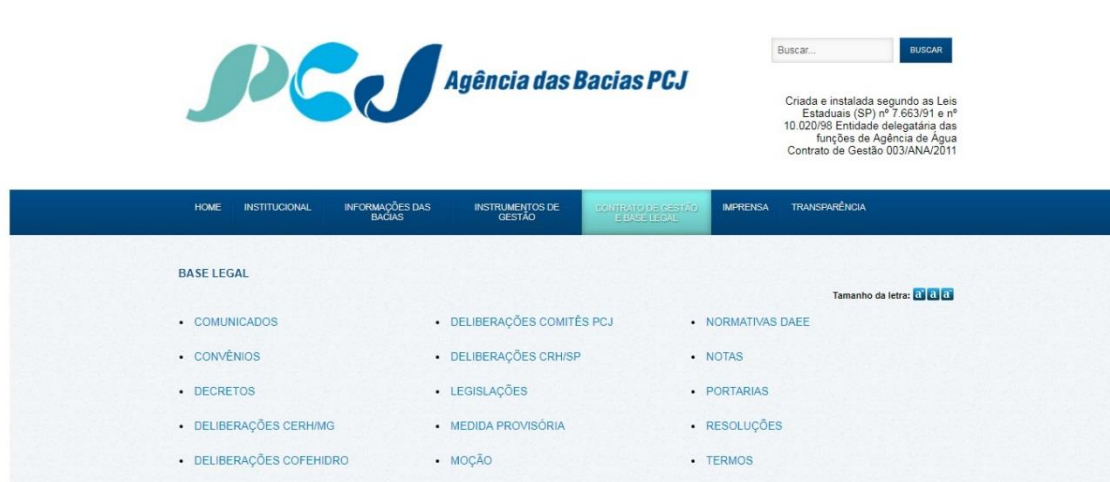 PCJ Agência das Bacias PCJ
Buscar...
BUSCAR
Criada e instalada segundo as Leis
Estaduais (SP) nº 7.663/91 e nº
10.020/98 Entidade delegatária das
funções de Agência de Água
Contrato de Gestão 003/ANA/2011
HOME
INSTITUCIONAL
INFORMAÇÕES DAS
BACIAS
INSTRUMENTOS DE
GESTÃO
CONTRATO DE GESTÃO
E BASE LEGAL
IMPRENSA
TRANSPARÊNCIA
BASE LEGAL
Tamanho da letra: a a a
• COMUNICADOS
• CONVÊNIOS
• DECRETOS
• DELIBERAÇÕES CERH/MG
• DELIBERAÇÕES COFEHIDRO
• DELIBERAÇÕES COMITÊS PCJ
• DELIBERAÇÕES CRH/SP
• LEGISLAÇÕES
• MEDIDA PROVISÓRIA
• MOÇÃO
• NORMATIVAS DAEE
• NOTAS
• PORTARIAS
• RESOLUÇÕES
• TERMOS